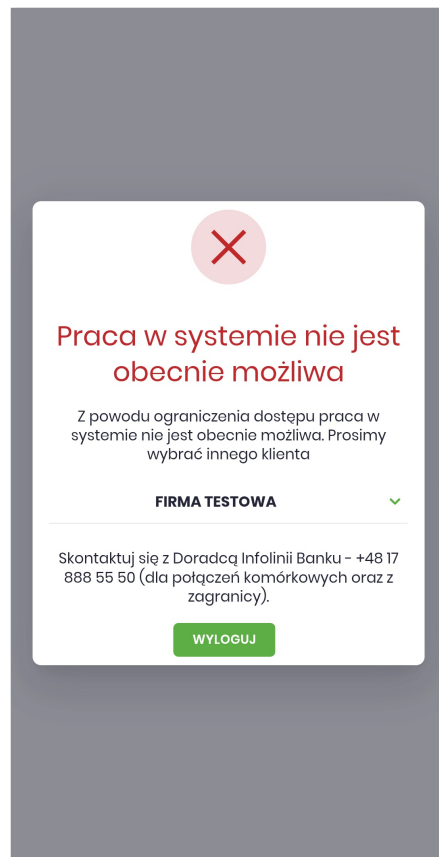 Praca w systemie nie jest
obecnie możliwa
Z powodu ograniczenia dostępu praca w
systemie nie jest obecnie możliwa. Prosimy
wybrać innego klienta
FIRMA TESTOWA
Skontaktuj się z Doradcą Infolinii Banku - +48 17
888 55 50 (dla połączeń komórkowych oraz z
zagranicy).
WYLOGUJ